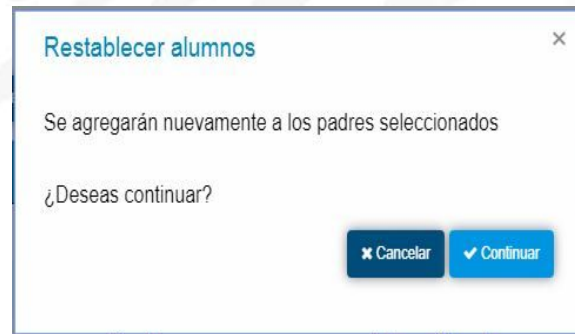 Restablecer alumnos
×
Se agregarán nuevamente a los padres seleccionados
¿Deseas continuar?
✖ Cancelar ✔ Continuar